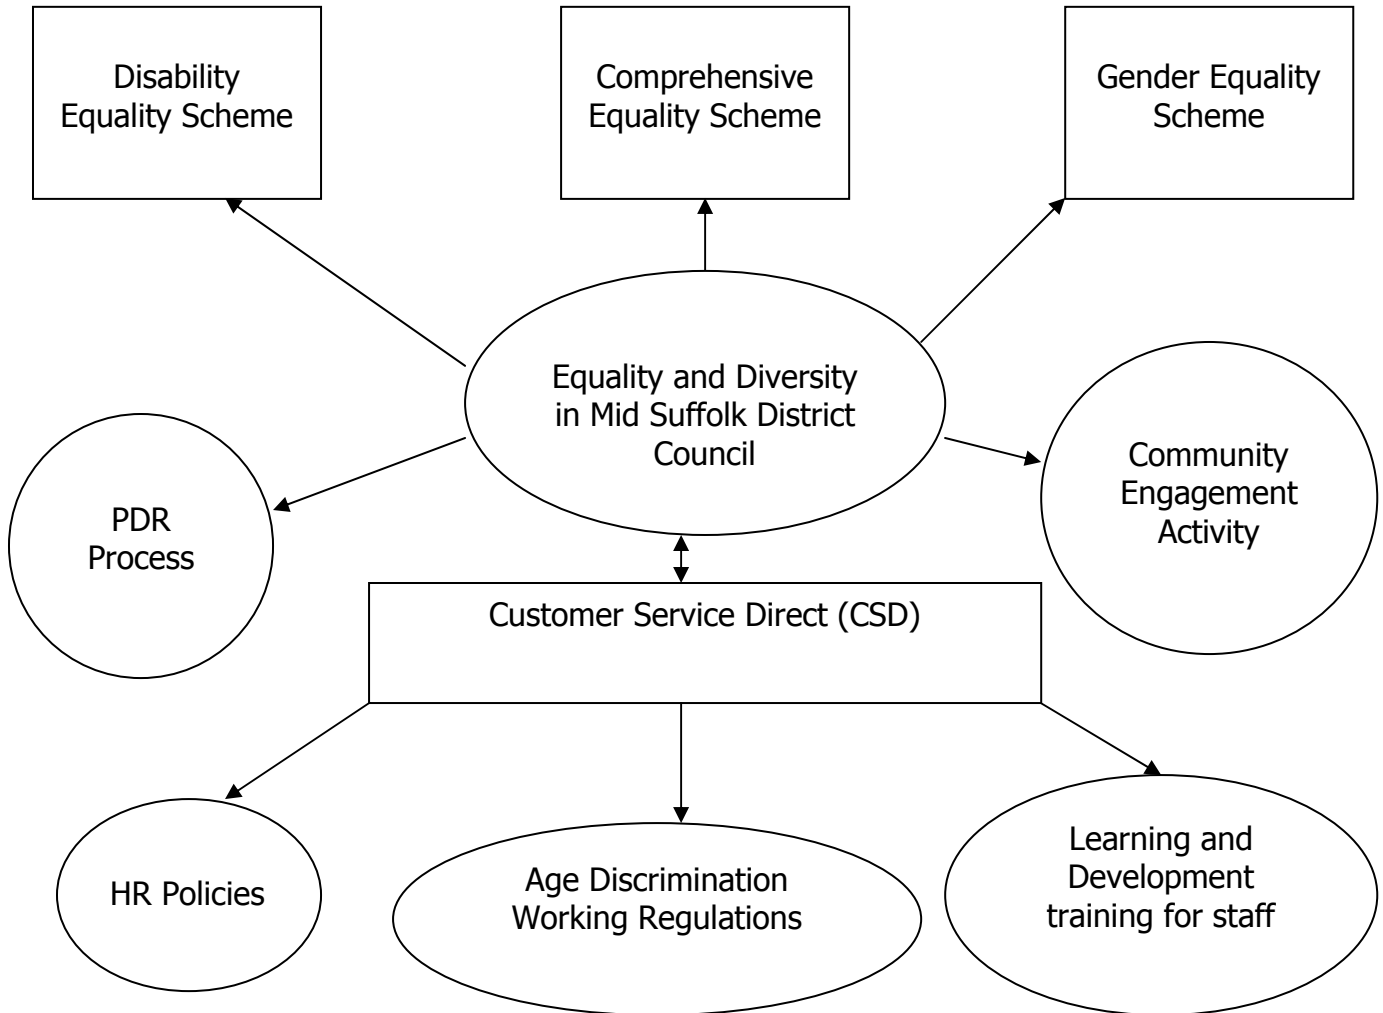 Disability
Equality Scheme
Comprehensive
Equality Scheme
Gender Equality
Scheme
Equality and Diversity
in Mid Suffolk District
Council
Community
Engagement
Activity
PDR
Process
Customer Service Direct (CSD)
HR Policies
Age Discrimination
Working Regulations
Learning and
Development
training for staff